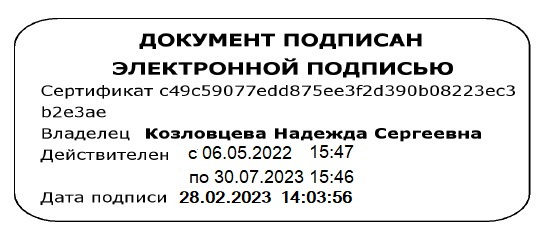 ДОКУМЕНТ ПОДПИСАН
ЭЛЕКТРОННОЙ ПОДПИСЬЮ
Сертификат c49c59077edd875ee3f2d390b08223ec3
b2e3ae
Владелец Козловцева Надежда Сергеевна
Действителен с 06.05.2022 15:47
по 30.07.2023 15:46
Дата подписи 28.02.2023 14:03:56